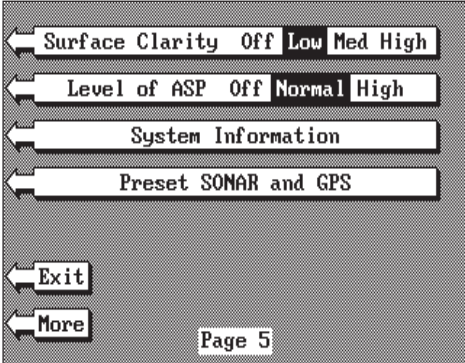 Surface Clarity Off Low Med High
Level of ASP Off Normal High
System Information
Preset SONAR and GPS
Exit
More
Page 5